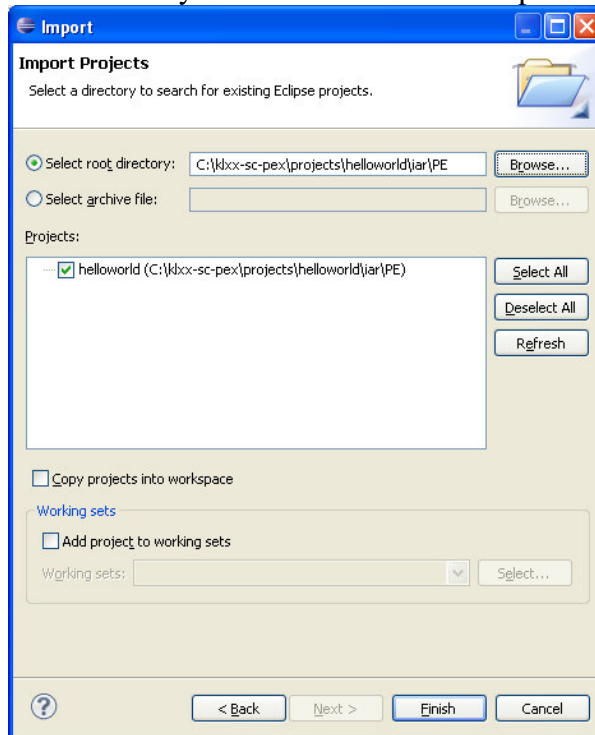 Import
Import Projects
Select a directory to search for existing Eclipse projects.
Select root directory: C:\klxx-sc-pex\projects\helloworld\iar\PE Browse...
Select archive file: Browse...
Projects:
helloworld (C:\klxx-sc-pex\projects\helloworld\iar\PE)
Select All
Deselect All
Refresh
Copy projects into workspace
Working sets
Add project to working sets
Working sets: Select...
? < Back Next > Finish Cancel